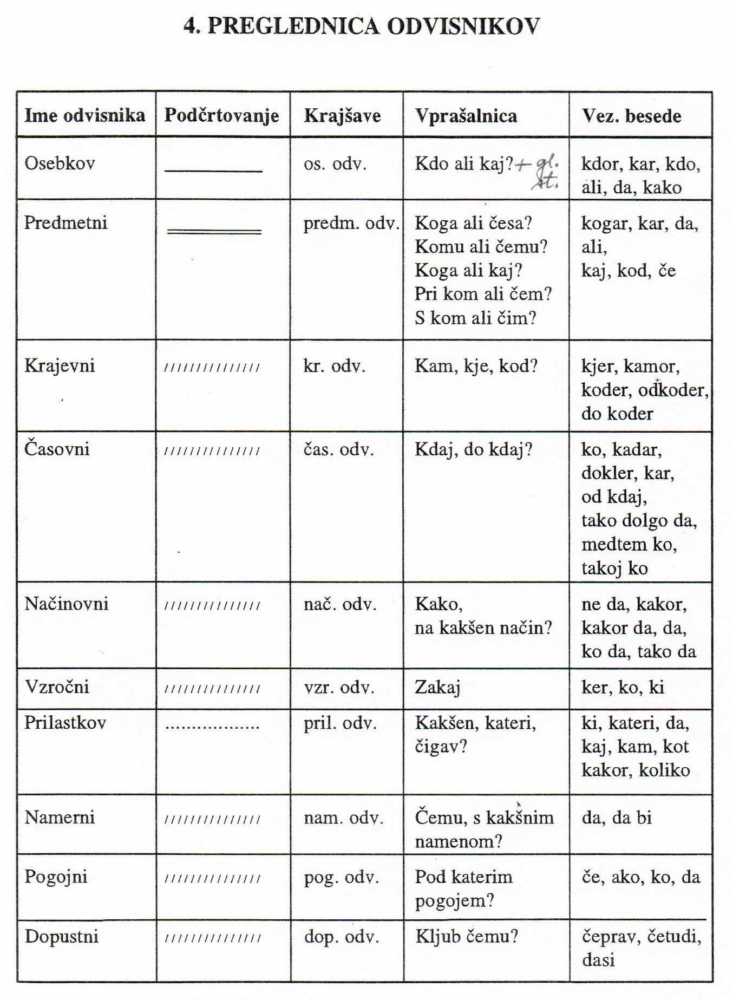 4. PREGLEDNICA ODVISNIKOV
Ime odvisnika Podčrtovanje Krajšave Vprašalnica Vez. besede
Osebkov os. odv. Kdo ali kaj? + gl. kdor, kar, kdo,
st. ali, da, kako
Predmetni predm. odv. Koga ali česa? kogar, kar, da,
Komu ali čemu? ali,
Koga ali kaj? kaj, kod, če
Pri kom ali čem?
S kom ali čim?
Krajevni kr. odv. Kam, kje, kod? kjer, kamor,
koder, odkoder,
do koder
Časovni čas. odv. Kdaj, do kdaj? ko, kadar,
dokler, kar,
od kdaj,
tako dolgo da,
medtem ko,
takoj ko
Načinovni nač. odv. Kako, ne da, kakor,
na kakšen način? kakor da, da,
ko da, tako da
Vzročni vzr. odv. Zakaj ker, ko, ki
Prilastkov pril. odv. Kakšen, kateri, ki, kateri, da,
čigav? kaj, kam, kot
kakor, koliko
Namerni nam. odv. Čemu, s kakšnim da, da bi
namenom?
Pogojni pog. odv. Pod katerim če, ako, ko, da
pogojem?
Dopustni dop. odv. Kljub čemu? čeprav, četudi,
dasi